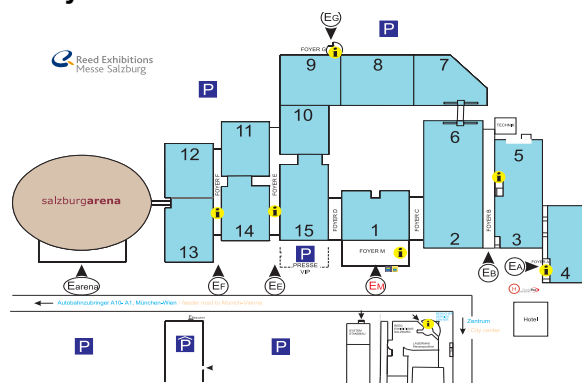 EG
P
FOYER G
i
Reed Exhibitions
Messe Salzburg
P
9
8
7
10
11
6
TECHNIK
5
12
salzburgarena
FOYER F
FOYER E
FOYER D
FOYER C
FOYER B
i
i
i
13
14
15
1
2
3
4
P
PRESSE
VIP
FOYER M
i
FOYER
i
Earena
EF
EE
EM
EB
EA
H
Autobahnzubringer A10- A1, München-Wien
Zentrum
City center
Hotel
i
P
P
P